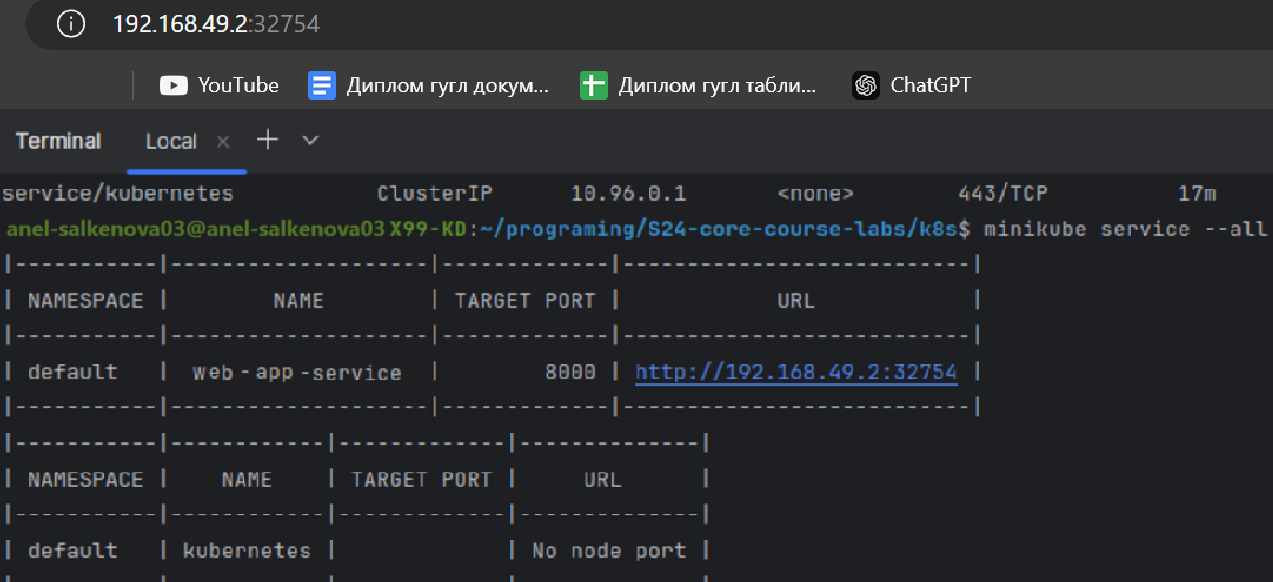 192.168.49.2:32754
YouTube Диплом гугл докум... Диплом гугл табли... ChatGPT
Terminal Local × + 
service/kubernetes ClusterIP 10.96.0.1 <none> 443/TCP 17m
anel-salkenova03@anel-salkenova03 X99-KD:~/programing/S24-core-course-labs/k8s$ minikube service --all
|-----------|--------------------|-------------|---------------------------|
| NAMESPACE | NAME | TARGET PORT | URL |
|-----------|--------------------|-------------|---------------------------|
| default | web-app-service | 8000 | http://192.168.49.2:32754 |
|-----------|--------------------|-------------|---------------------------|
|-----------|------------|-------------|--------------|
| NAMESPACE | NAME | TARGET PORT | URL |
|-----------|------------|-------------|--------------|
| default | kubernetes | | No node port |
|-----------|------------|-------------|--------------|